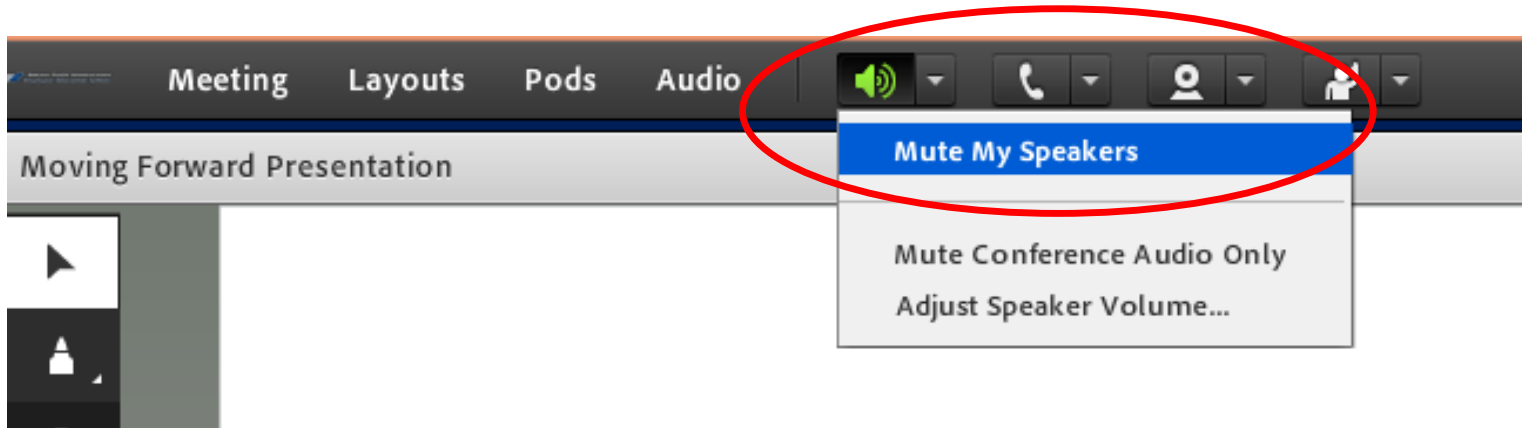 Meeting Layouts Pods Audio
Moving Forward Presentation
Mute My Speakers
Mute Conference Audio Only
Adjust Speaker Volume...